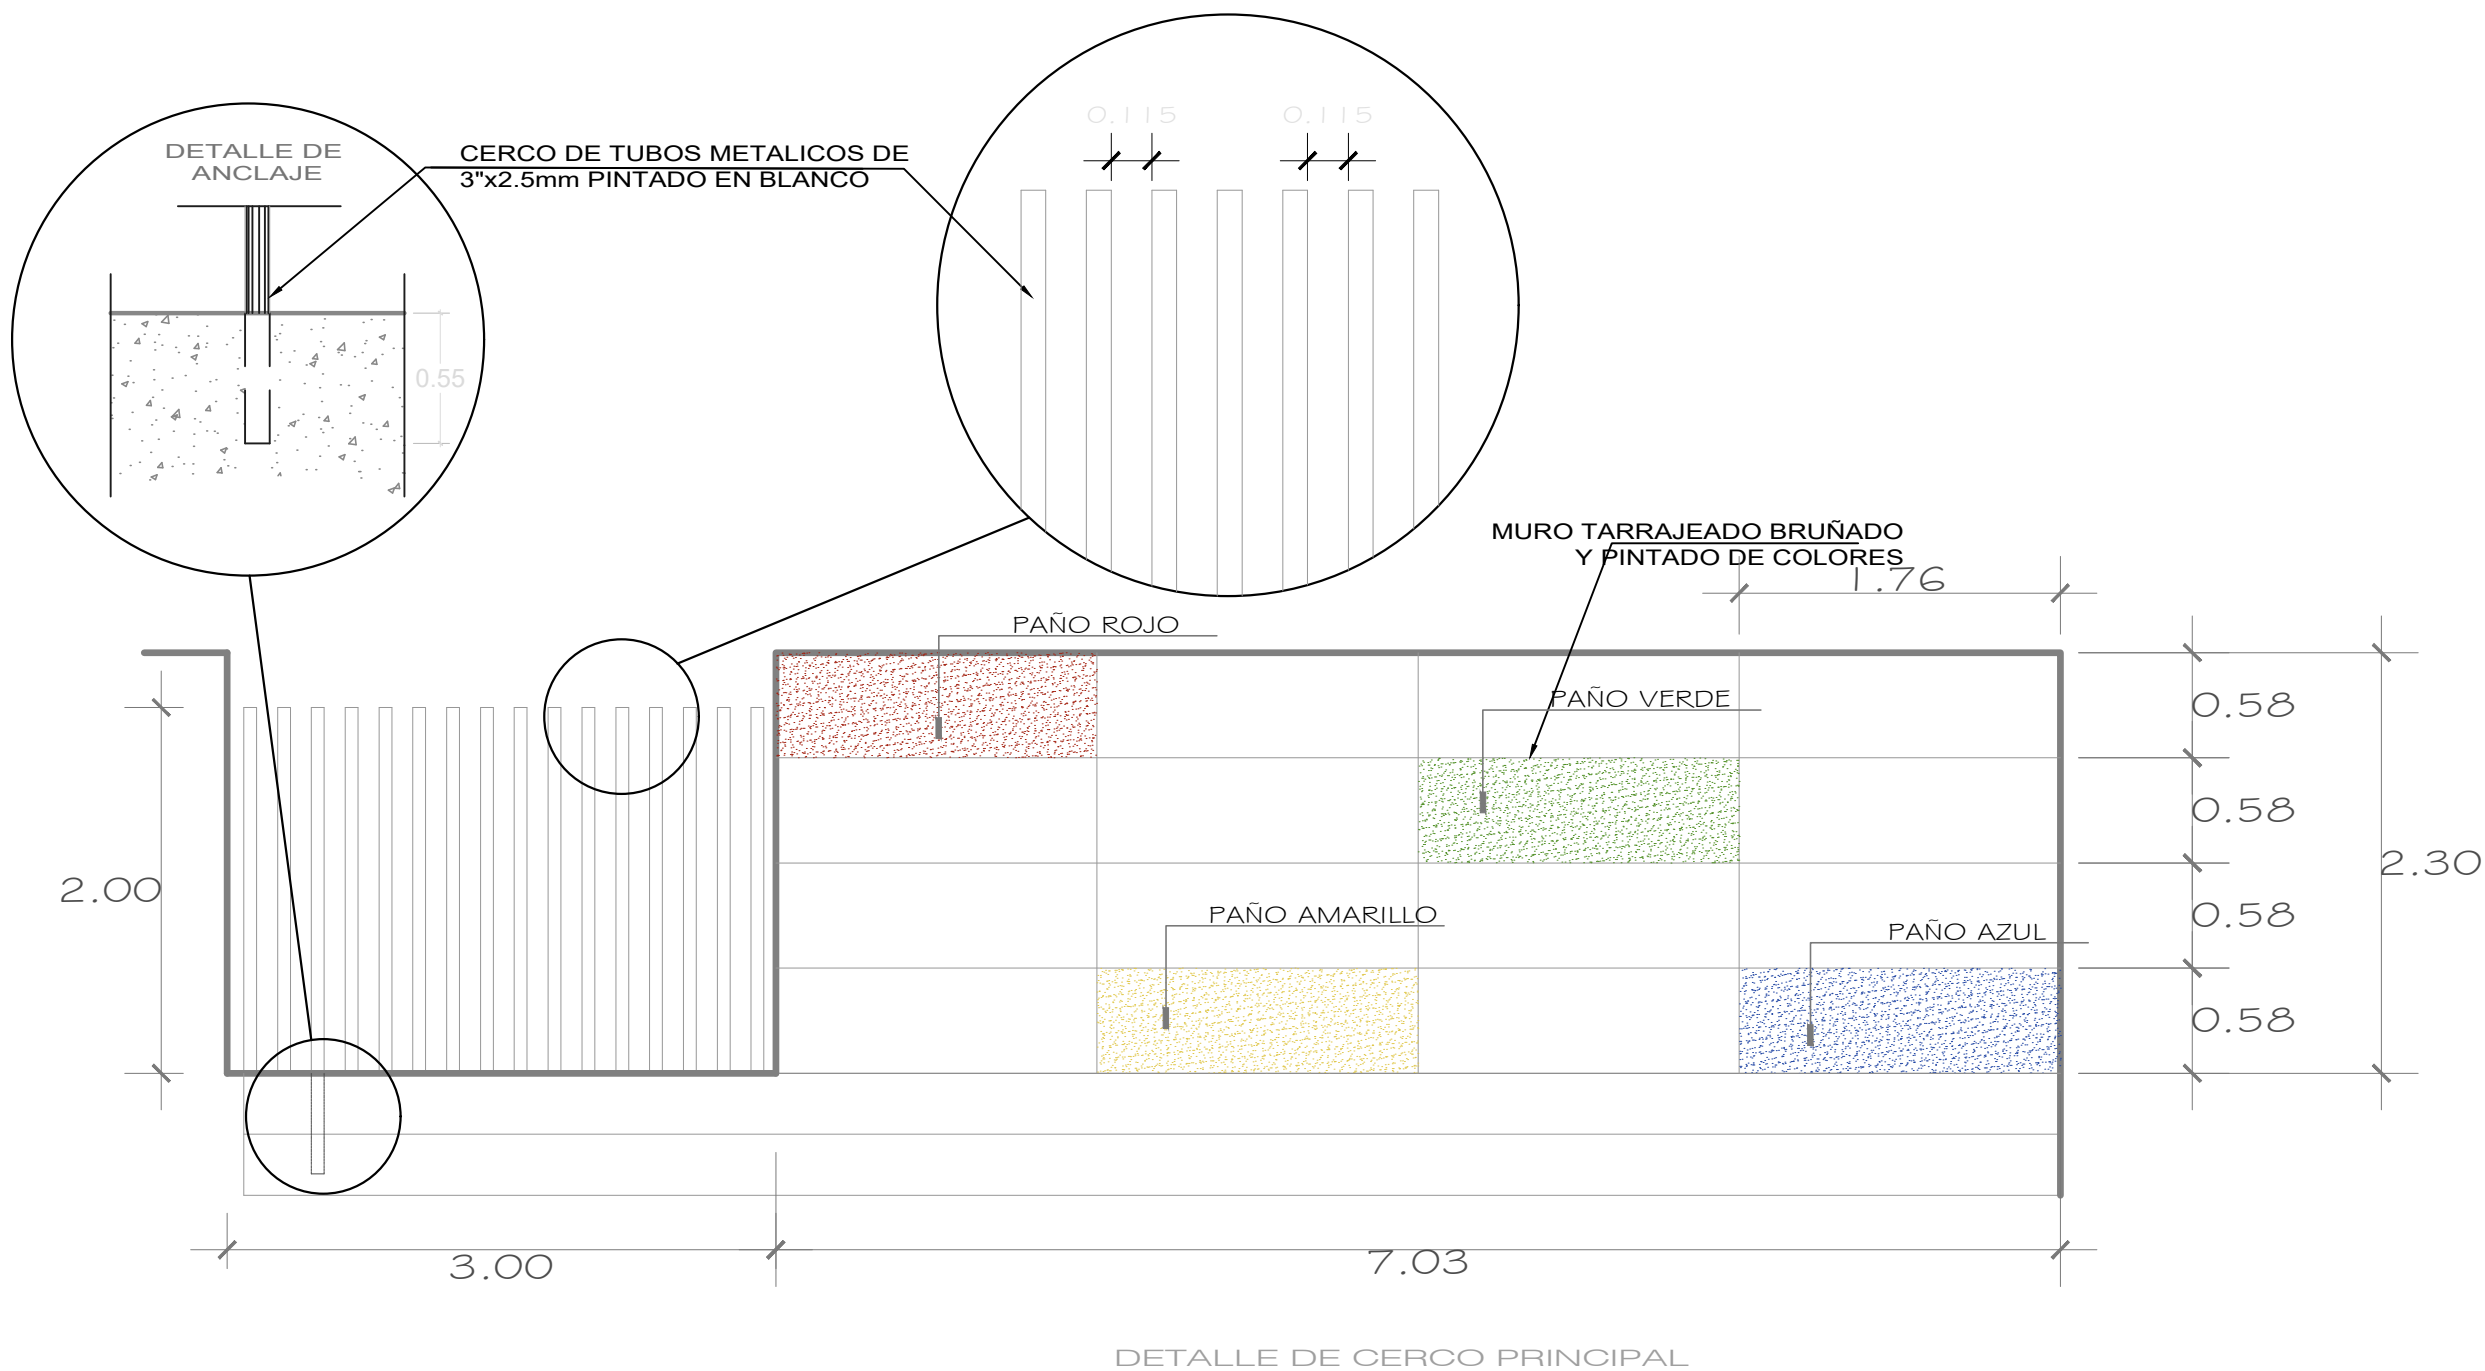 0.115
0.115
DETALLE DE
ANCLAJE
CERCO DE TUBOS METALICOS DE
3"x2.5mm PINTADO EN BLANCO
0.55
MURO TARRAJEADO BRUÑADO
Y PINTADO DE COLORES
1.76
PAÑO ROJO
PAÑO VERDE
0.58
0.58
2.30
2.00
PAÑO AMARILLO
0.58
PAÑO AZUL
0.58
3.00
7.03
DETALLE DE CERCO PRINCIPAL